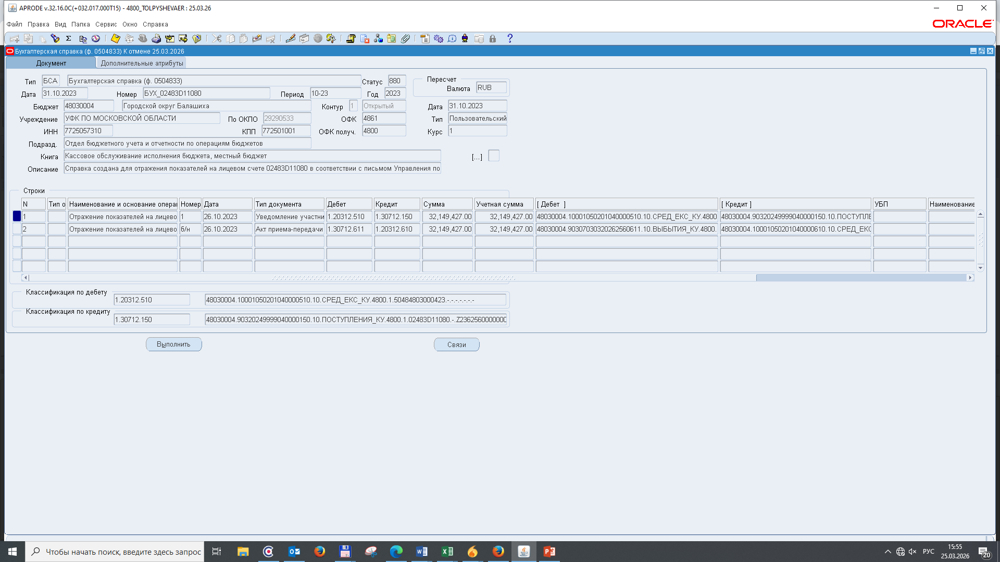 APRODE v.32.16.0C(+032.017.000T15) - 4800_TOLPYSHEVAER : 25.03.26
Файл Правка Вид Папка Сервис Окно Справка
ORACLE
Бухгалтерская справка (ф. 0504833) К отмене 25.03.2026
Документ Дополнительные атрибуты
Тип БСА Бухгалтерская справка (ф. 0504833) Статус 880 Пересчет
Валюта RUB
Дата 31.10.2023 Номер БУХ_02483D11080 Период 10-23 Год 2023
Бюджет 48030004 Городской округ Балашиха Контур 1 Открытый Дата 31.10.2023
Учреждение УФК ПО МОСКОВСКОЙ ОБЛАСТИ По ОКПО 29290533 ОФК 4861 Тип Пользовательский
ИНН 7725057310 КПП 772501001 ОФК получ. 4800 Курс 1
Подразд. Отдел бюджетного учета и отчетности по операциям бюджетов
Книга Кассовое обслуживание исполнения бюджета, местный бюджет [...]
Описание Справка создана для отражения показателей на лицевом счете 02483D11080 в соответствии с письмом Управления по
Строки
N Тип о Наименование и основание опера Номер Дата Тип документа Дебет Кредит Сумма Учетная сумма [ Дебет ] [ Кредит ] УБП Наименование
1 Отражение показателей на лицево 1 26.10.2023 Уведомление участни 1.20312.510 1.30712.150 32,149,427.00 32,149,427.00 48030004.10001050201040000510.10.СРЕД_ЕКС_КУ.4800 48030004.90320249999040000150.10.ПОСТУПЛЕ
2 Отражение показателей на лицево б/н 26.10.2023 Акт приема-передачи 1.30712.611 1.20312.610 32,149,427.00 32,149,427.00 48030004.90307030320262560611.10.ВЫБЫТИЯ_КУ.4800. 48030004.10001050201040000610.10.СРЕД_ЕКС
Классификация по дебету
1.20312.510 48030004.10001050201040000510.10.СРЕД_ЕКС_КУ.4800.1.50484803000423.-.-.-.-.-.-
Классификация по кредиту
1.30712.150 48030004.90320249999040000150.10.ПОСТУПЛЕНИЯ_КУ.4800.1.02483D11080.-.Z2362560000000
Выполнить Связи
Чтобы начать поиск, введите здесь запрос
РУС
15:55
25.03.2026
20